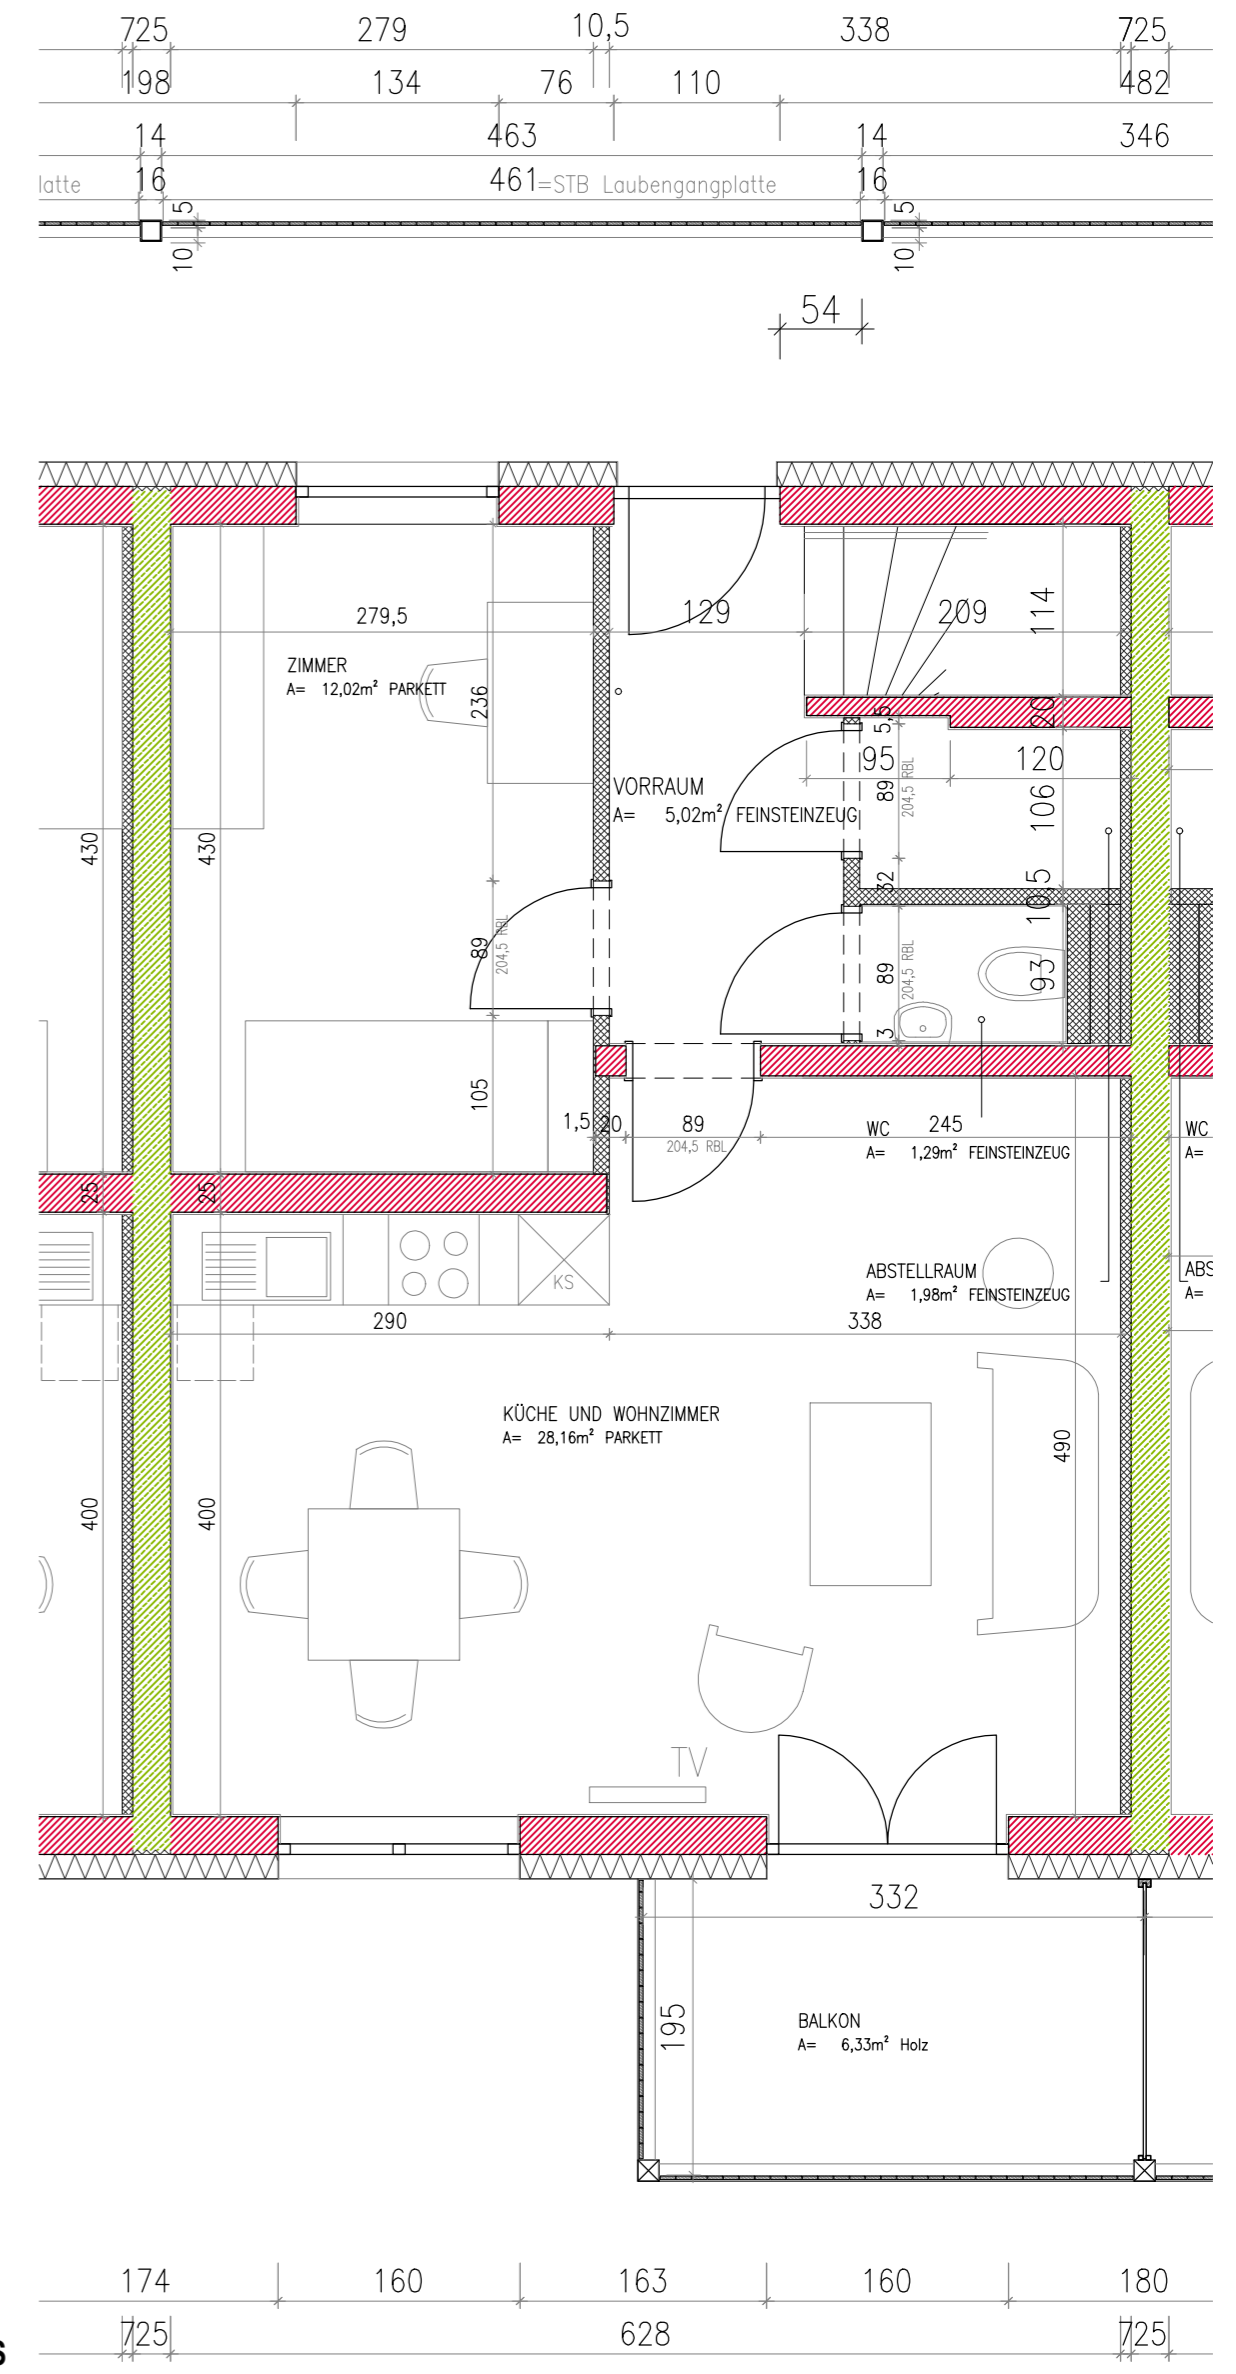 725 279 10,5 338 725
198 134 76 110 482
14 463 14 346
latte 16 461=STB Laubengangplatte 16
5 5
10 10
54
279,5 129 209 114
ZIMMER
A= 12,02m² PARKETT
236
20
5,5
95 120
VORRAUM
A= 5,02m² FEINSTEINZEUG
89
204,5 RBL
106
430 430
32
10,5
89
204,5 RBL
89
204,5 RBL
93
3
105
1,5 20 89 245
204,5 RBL
WC
A= 1,29m² FEINSTEINZEUG
WC
A=
25 25
KS
ABSTELLRAUM
A= 1,98m² FEINSTEINZEUG
ABS
A=
290 338
KÜCHE UND WOHNZIMMER
A= 28,16m² PARKETT
490
400 400
TV
332
195
BALKON
A= 6,33m² Holz
174 160 163 160 180
725 628 725
s